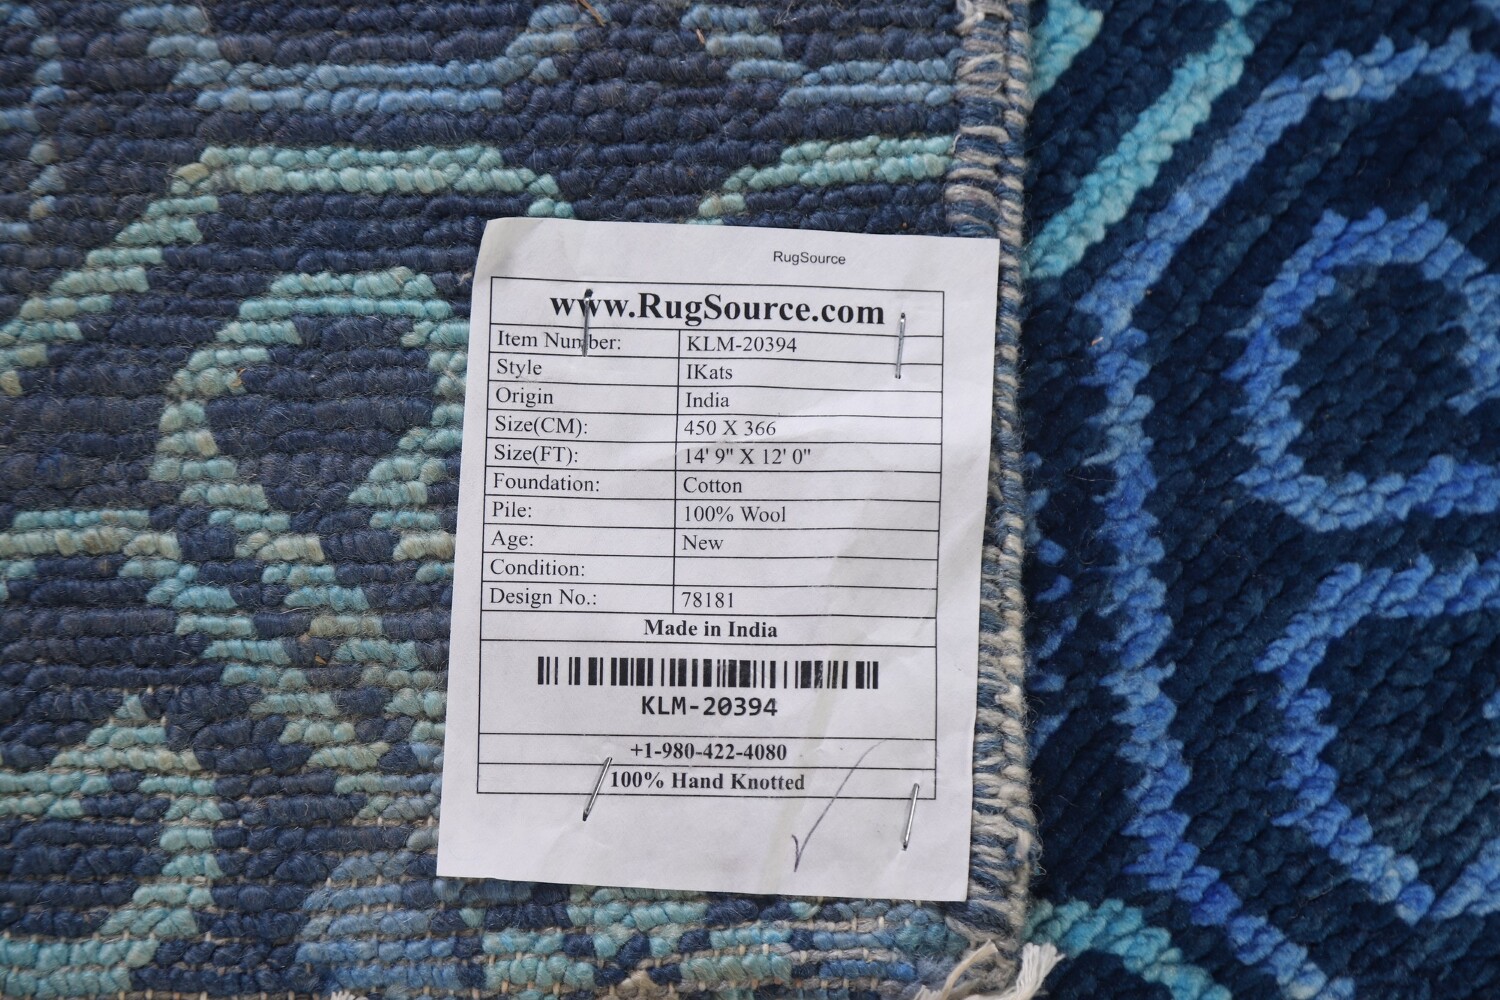 RugSource
www.RugSource.com
Item Number: KLM-20394
Style IKats
Origin India
Size(CM): 450 X 366
Size(FT): 14' 9" X 12' 0"
Foundation: Cotton
Pile: 100% Wool
Age: New
Condition:
Design No.: 78181
Made in India
KLM-20394
+1-980-422-4080
100% Hand Knotted